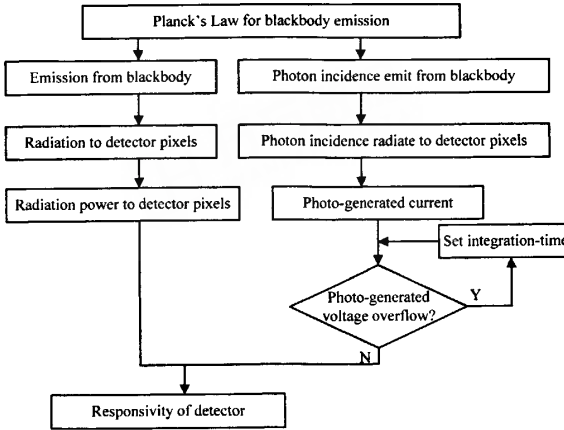 Planck's Law for blackbody emission
Emission from blackbody
Photon incidence emit from blackbody
Radiation to detector pixels
Photon incidence radiate to detector pixels
Radiation power to detector pixels
Photo-generated current
Set integration-time
Photo-generated
voltage overflow?
Y
N
Responsivity of detector